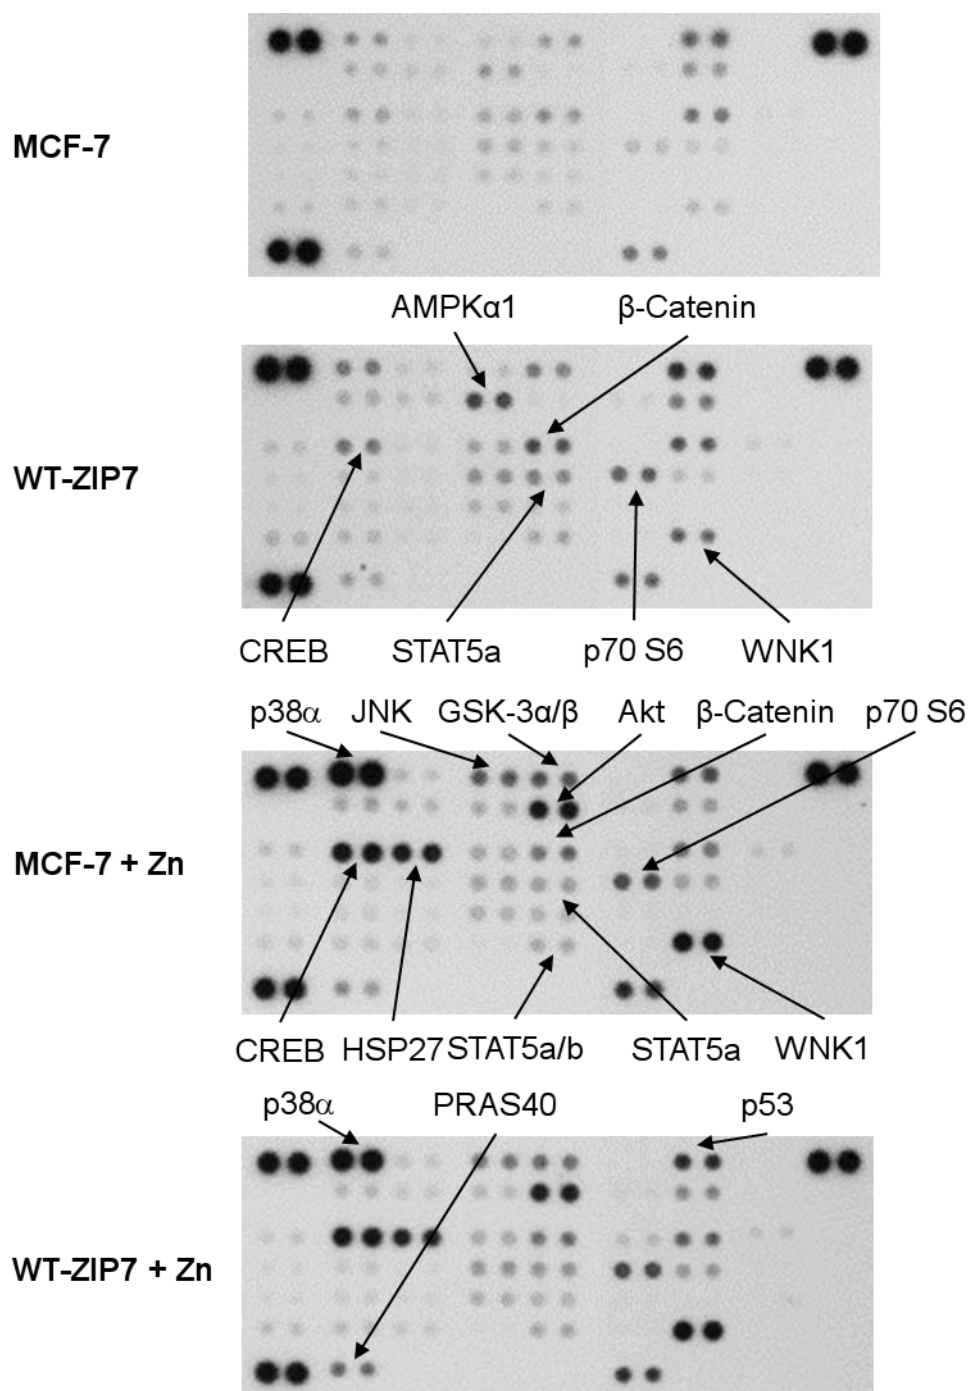 MCF-7
AMPKα1 β-Catenin
WT-ZIP7
CREB STAT5a p70 S6 WNK1
p38α JNK GSK-3α/β Akt β-Catenin p70 S6
MCF-7 + Zn
CREB HSP27 STAT5a/b STAT5a WNK1
p38α PRAS40 p53
WT-ZIP7 + Zn